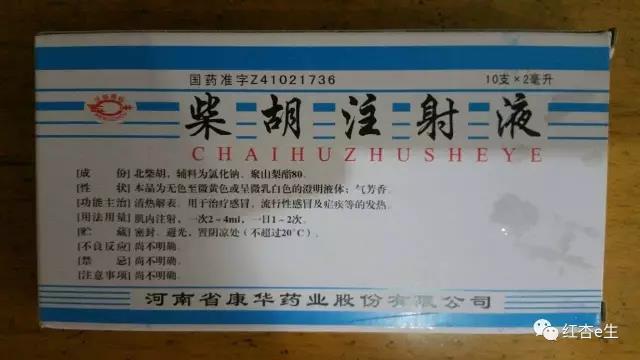 国药准字Z41021736
10支×2毫升
柴胡注射液
CHAIHUZHUSHEYE
[成　份] 北柴胡，辅料为氯化钠、聚山梨酯80。
[性　状] 本品为无色至微黄色或呈微乳白色的澄明液体；气芳香。
[功能主治] 清热解表。用于治疗感冒、流行性感冒及疟疾等的发热。
[用法用量] 肌内注射，一次2～4ml，一日1～2次。
[贮　藏] 密封，避光，置阴凉处（不超过20℃）。
[不良反应] 尚不明确。
[禁　忌] 尚不明确。
[注意事项] 尚不明确。
河南省康华药业股份有限公司
红杏e生